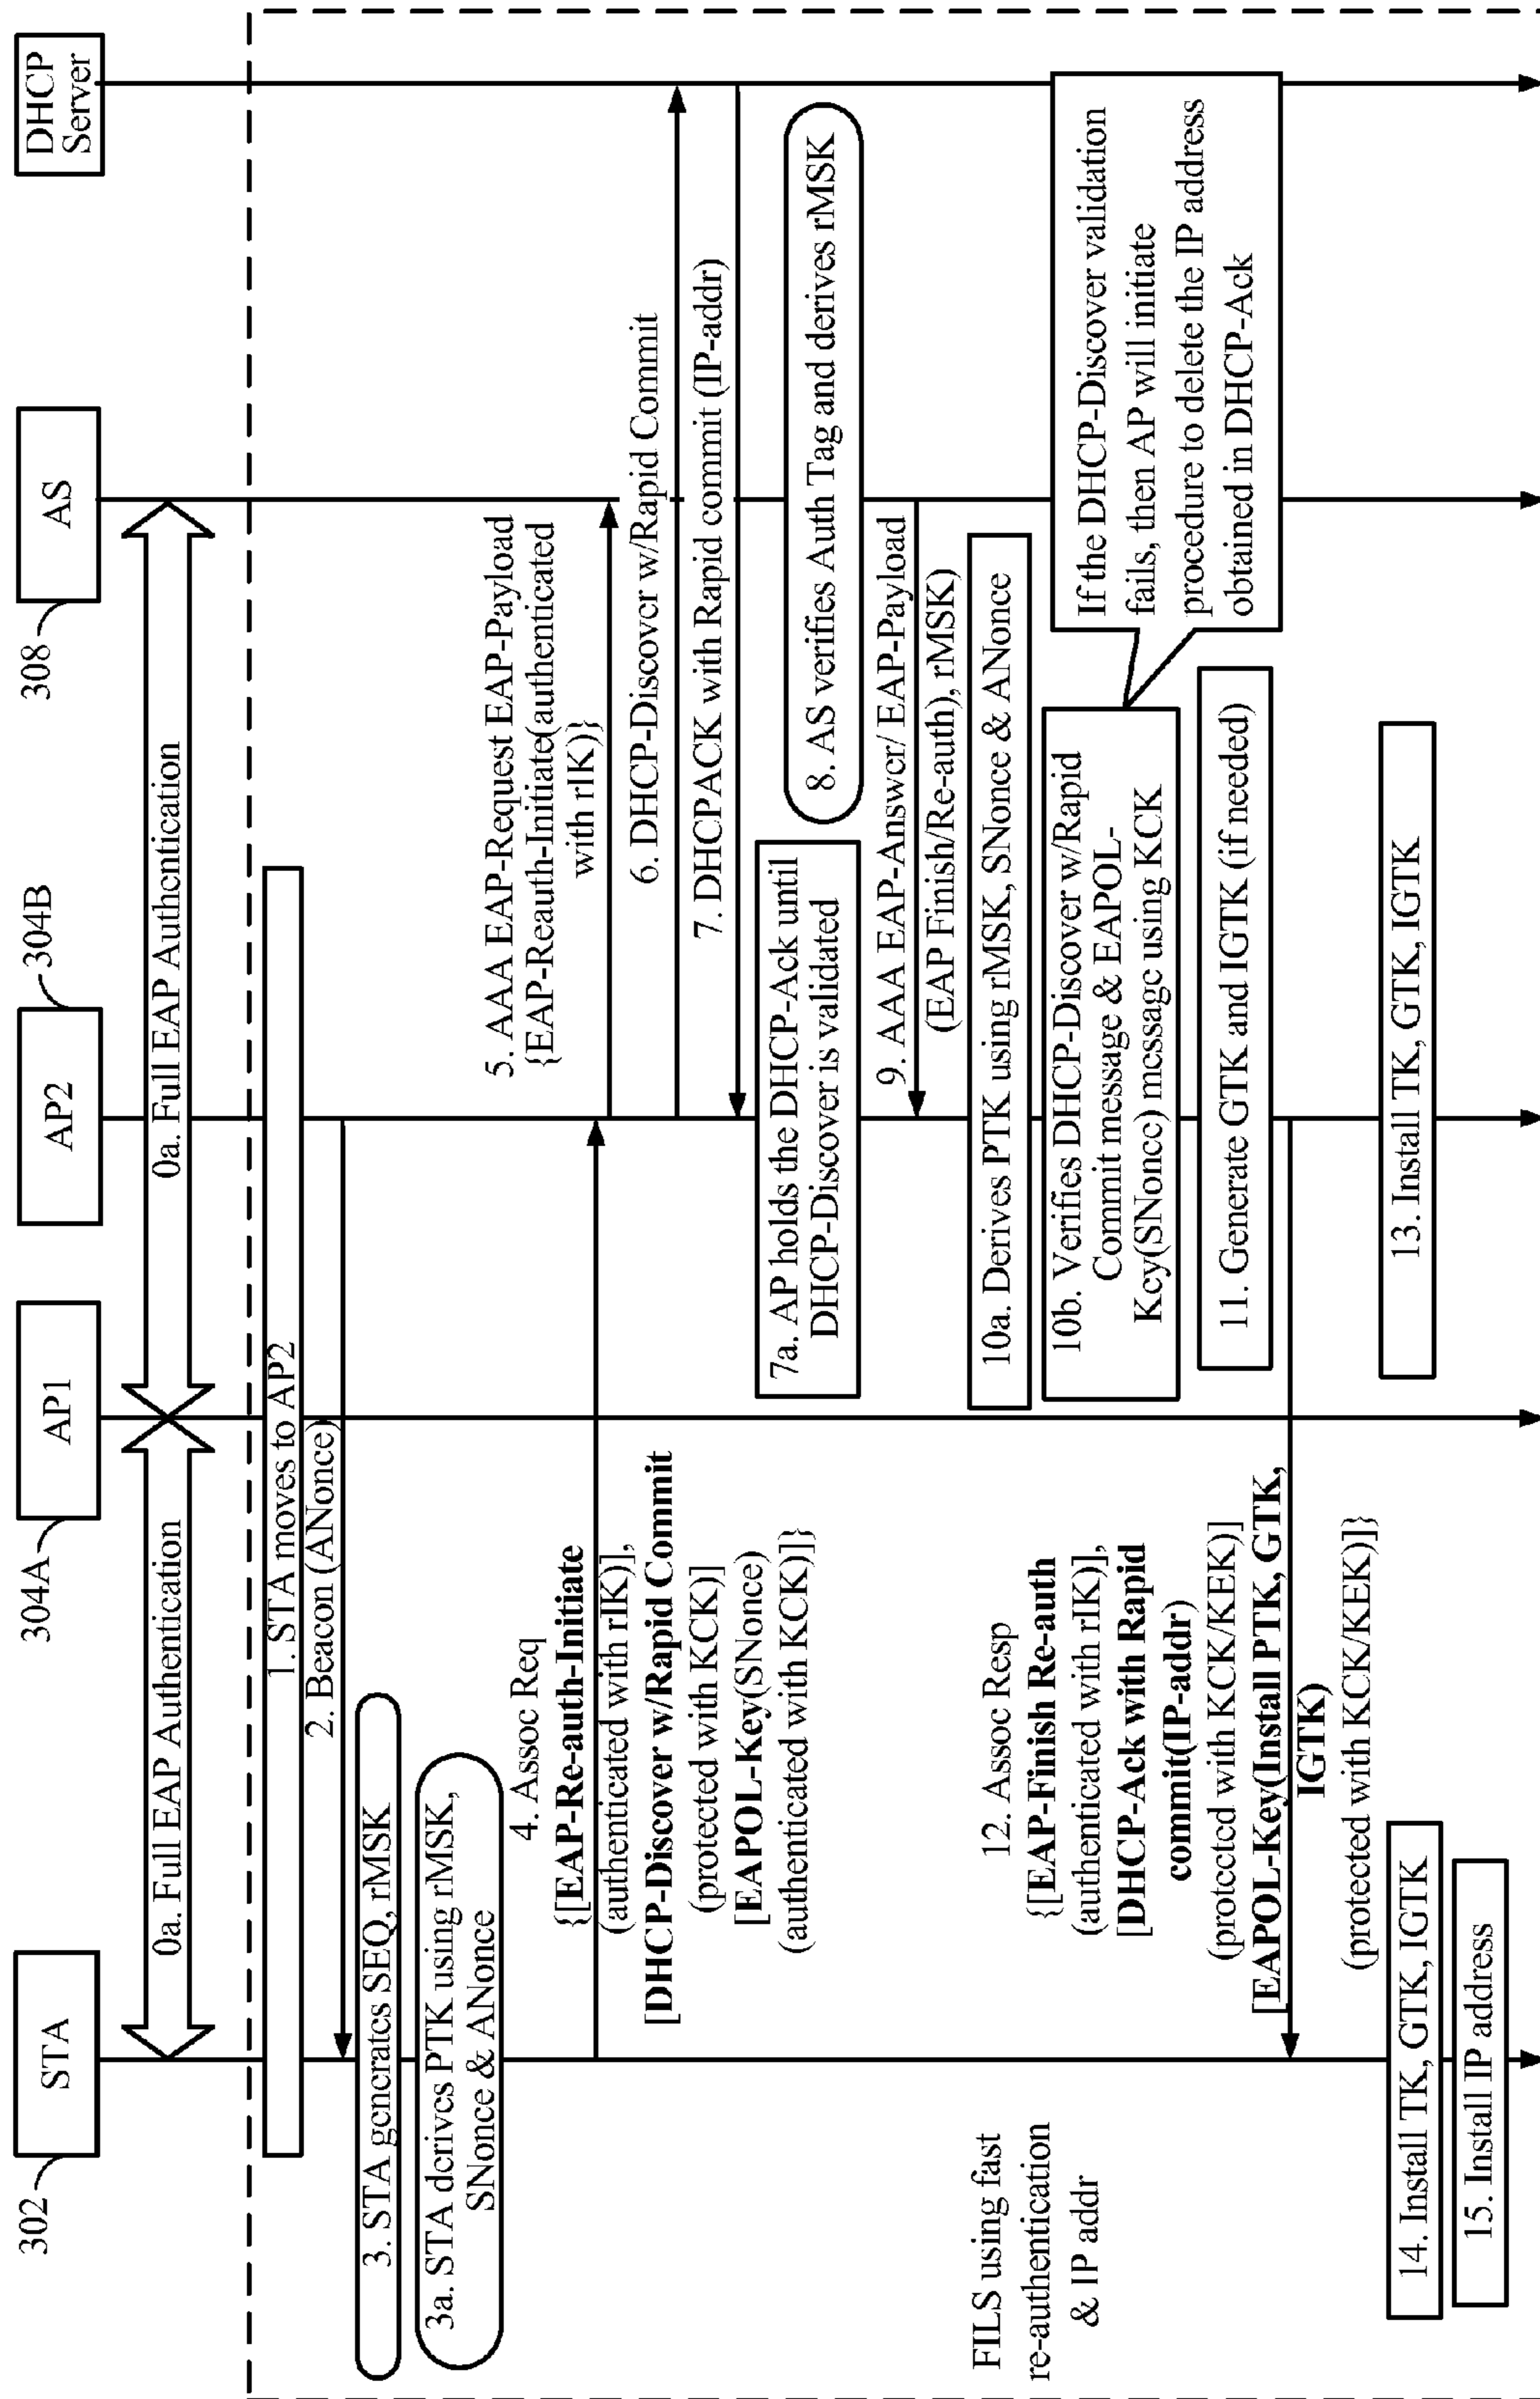 STA
302
AP1
304A
AP2
304B
AS
308
DHCP
Server
0a. Full EAP Authentication
0a. Full EAP Authentication
1. STA moves to AP2
2. Beacon (ANonce)
3. STA generates SEQ, rMSK
3a. STA derives PTK using rMSK,
SNonce & ANonce
4. Assoc Req
{[EAP-Re-auth-Initiate
(authenticated with rIK)],
[DHCP-Discover w/Rapid Commit
(protected with KCK)]
[EAPOL-Key(SNonce)
(authenticated with KCK)]}
5. AAA EAP-Request EAP-Payload
{EAP-Reauth-Initiate(authenticated
with rIK)}
6. DHCP-Discover w/Rapid Commit
7. DHCPACK with Rapid commit (IP-addr)
7a. AP holds the DHCP-Ack until
DHCP-Discover is validated
8. AS verifies Auth Tag and derives rMSK
9. AAA EAP-Answer/ EAP-Payload
(EAP Finish/Re-auth), rMSK)
10a. Derives PTK using rMSK, SNonce & ANonce
10b. Verifies DHCP-Discover w/Rapid
Commit message & EAPOL-
Key(SNonce) message using KCK
If the DHCP-Discover validation
fails, then AP will initiate
procedure to delete the IP address
obtained in DHCP-Ack
11. Generate GTK and IGTK (if needed)
12. Assoc Resp
{[EAP-Finish Re-auth
(authenticated with rIK)],
[DHCP-Ack with Rapid
commit(IP-addr)
(protected with KCK/KEK)]
[EAPOL-Key(Install PTK, GTK,
IGTK)
(protected with KCK/KEK)]}
13. Install TK, GTK, IGTK
14. Install TK, GTK, IGTK
15. Install IP address
FILS using fast
re-authentication
& IP addr